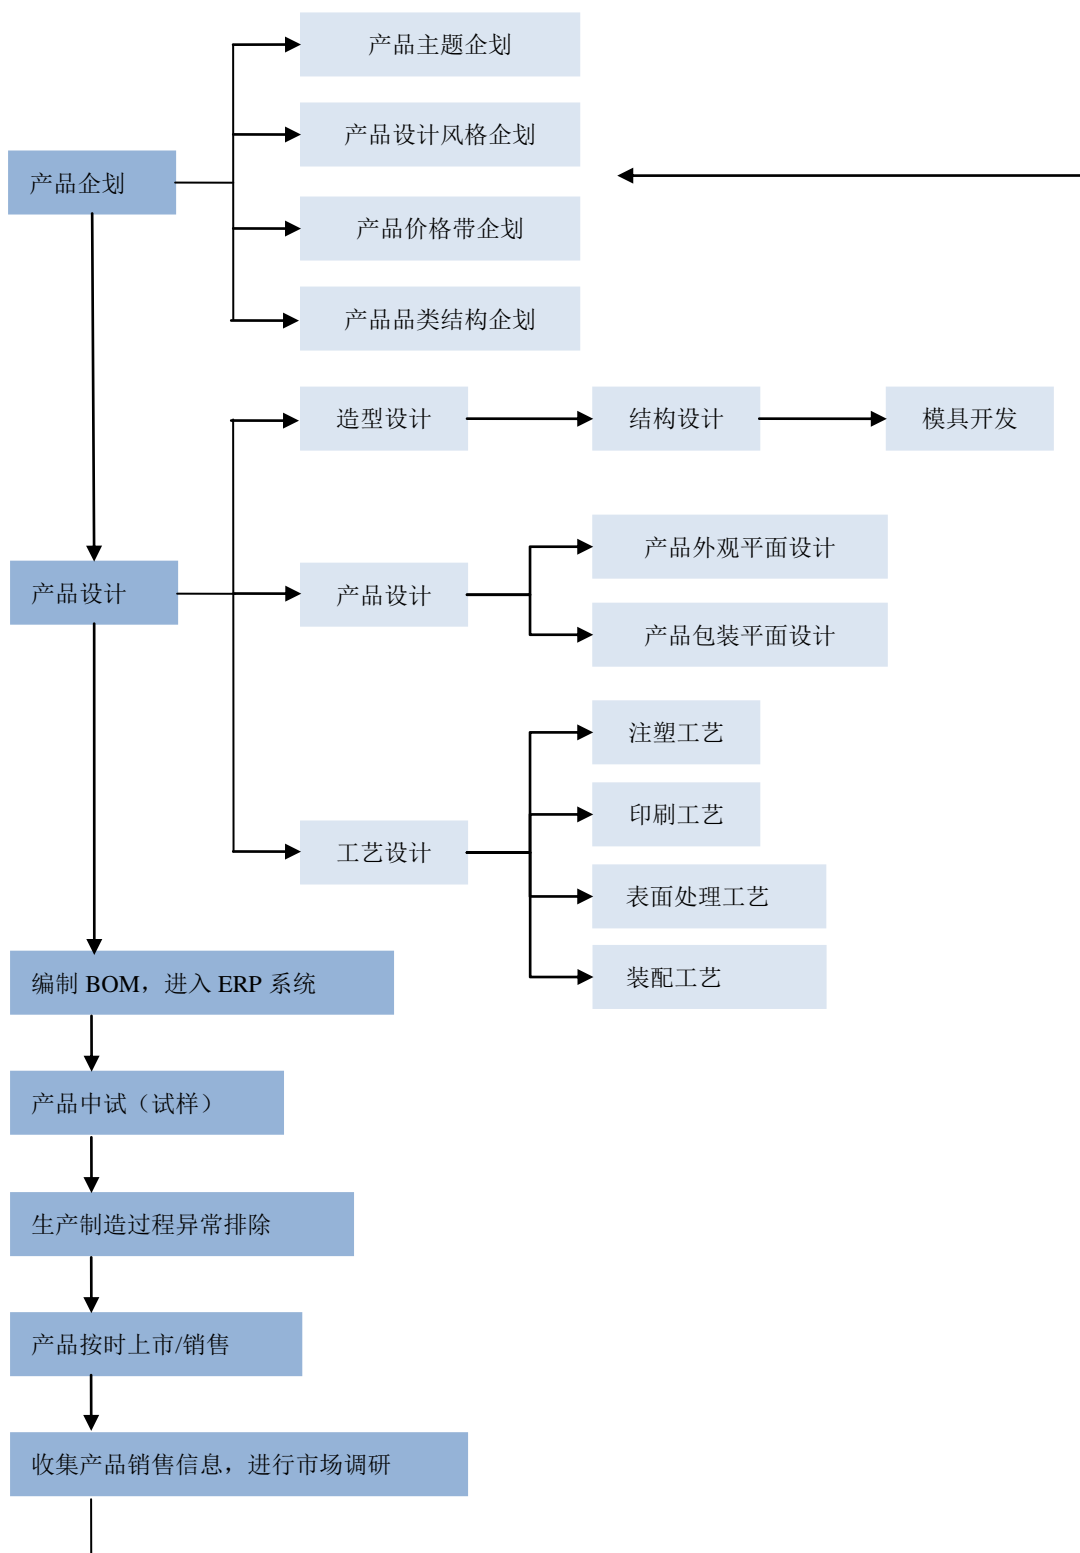 产品主题企划
产品设计风格企划
产品企划
产品价格带企划
产品品类结构企划
造型设计
结构设计
模具开发
产品外观平面设计
产品设计
产品设计
产品包装平面设计
注塑工艺
印刷工艺
工艺设计
表面处理工艺
装配工艺
编制 BOM，进入 ERP 系统
产品中试（试样）
生产制造过程异常排除
产品按时上市/销售
收集产品销售信息，进行市场调研